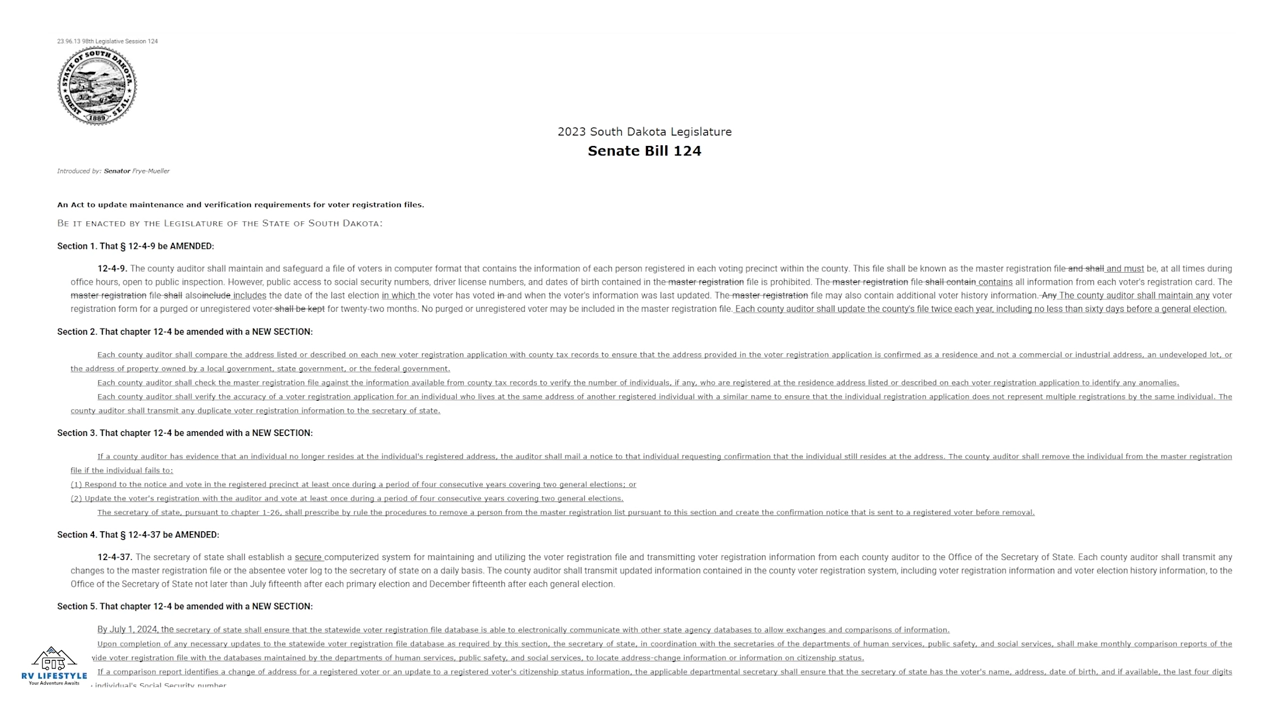 23.96.13 98th Legislative Session 124
STATE OF SOUTH DAKOTA
GREAT SEAL
1889
2023 South Dakota Legislature
Senate Bill 124
Introduced by: Senator Frye-Mueller
An Act to update maintenance and verification requirements for voter registration files.
BE IT ENACTED BY THE LEGISLATURE OF THE STATE OF SOUTH DAKOTA:
Section 1. That § 12-4-9 be AMENDED:
12-4-9. The county auditor shall maintain and safeguard a file of voters in computer format that contains the information of each person registered in each voting precinct within the county. This file shall be known as the master registration file and shall and must be, at all times during
office hours, open to public inspection. However, public access to social security numbers, driver license numbers, and dates of birth contained in the master registration file is prohibited. The master registration file shall contain contains all information from each voter's registration card. The
master registration file shall also include includes the date of the last election in which the voter has voted in and when the voter's information was last updated. The master registration file may also contain additional voter history information. Any The county auditor shall maintain any voter
registration form for a purged or unregistered voter shall be kept for twenty-two months. No purged or unregistered voter may be included in the master registration file. Each county auditor shall update the county's file twice each year, including no less than sixty days before a general election.
Section 2. That chapter 12-4 be amended with a NEW SECTION:
Each county auditor shall compare the address listed or described on each new voter registration application with county tax records to ensure that the address provided in the voter registration application is confirmed as a residence and not a commercial or industrial address, an undeveloped lot, or
the address of property owned by a local government, state government, or the federal government.
Each county auditor shall check the master registration file against the information available from county tax records to verify the number of individuals, if any, who are registered at the residence address listed or described on each voter registration application to identify any anomalies.
Each county auditor shall verify the accuracy of a voter registration application for an individual who lives at the same address of another registered individual with a similar name to ensure that the individual registration application does not represent multiple registrations by the same individual. The
county auditor shall transmit any duplicate voter registration information to the secretary of state.
Section 3. That chapter 12-4 be amended with a NEW SECTION:
If a county auditor has evidence that an individual no longer resides at the individual's registered address, the auditor shall mail a notice to that individual requesting confirmation that the individual still resides at the address. The county auditor shall remove the individual from the master registration
file if the individual fails to:
(1) Respond to the notice and vote in the registered precinct at least once during a period of four consecutive years covering two general elections; or
(2) Update the voter's registration with the auditor and vote at least once during a period of four consecutive years covering two general elections.
The secretary of state, pursuant to chapter 1-26, shall prescribe by rule the procedures to remove a person from the master registration list pursuant to this section and create the confirmation notice that is sent to a registered voter before removal.
Section 4. That § 12-4-37 be AMENDED:
12-4-37. The secretary of state shall establish a secure computerized system for maintaining and utilizing the voter registration file and transmitting voter registration information from each county auditor to the Office of the Secretary of State. Each county auditor shall transmit any
changes to the master registration file or the absentee voter log to the secretary of state on a daily basis. The county auditor shall transmit updated information contained in the county voter registration system, including voter registration information and voter election history information, to the
Office of the Secretary of State not later than July fifteenth after each primary election and December fifteenth after each general election.
Section 5. That chapter 12-4 be amended with a NEW SECTION:
By July 1, 2024, the secretary of state shall ensure that the statewide voter registration file database is able to electronically communicate with other state agency databases to allow exchanges and comparisons of information.
Upon completion of any necessary updates to the statewide voter registration file database as required by this section, the secretary of state, in coordination with the secretaries of the departments of human services, public safety, and social services, shall make monthly comparison reports of the
wide voter registration file with the databases maintained by the departments of human services, public safety, and social services, to locate address-change information or information on citizenship status.
If a comparison report identifies a change of address for a registered voter or an update to a registered voter's citizenship status information, the applicable departmental secretary shall ensure that the secretary of state has the voter's name, address, date of birth, and if available, the last four digits
individual's Social Security number
RV LIFESTYLE
Your Adventure Awaits